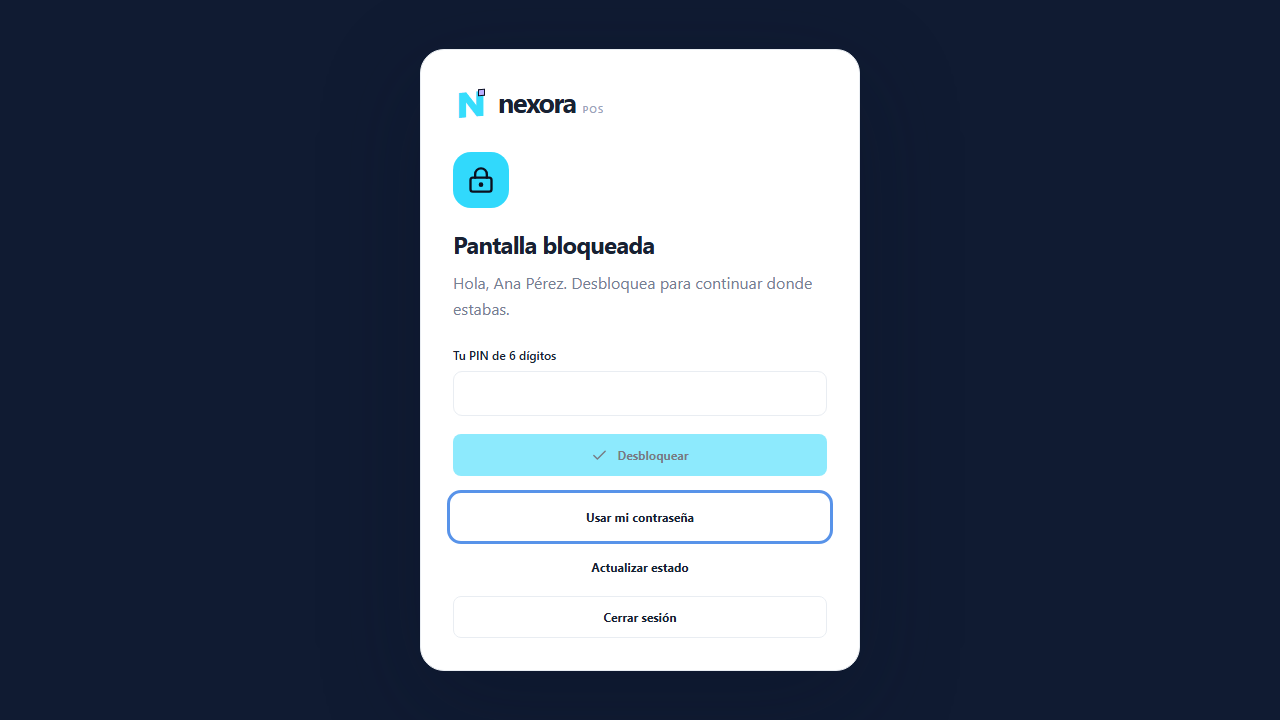 nexora POS
Pantalla bloqueada
Hola, Ana Pérez. Desbloquea para continuar donde
estabas.
Tu PIN de 6 dígitos
Desbloquear
Usar mi contraseña
Actualizar estado
Cerrar sesión